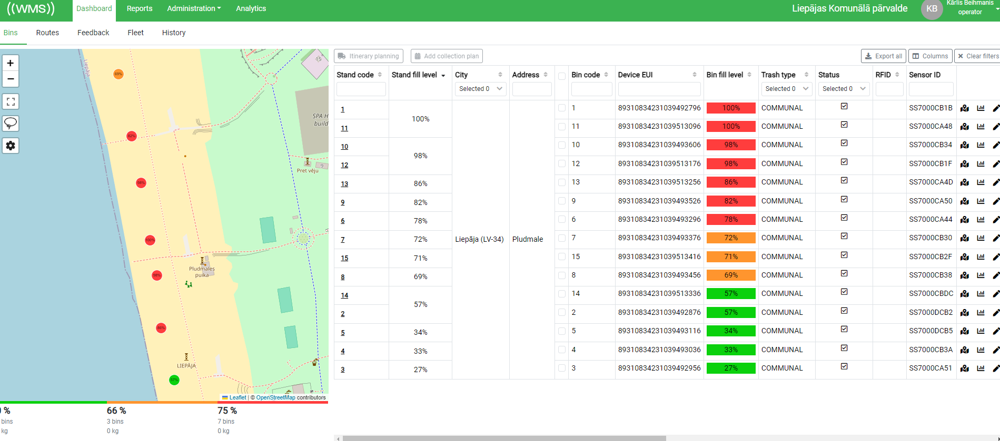 ((WMS))
Dashboard
Reports
Administration
Analytics
Liepājas Komunālā pārvalde
KB
Kārlis Beihmanis
operator
Bins
Routes
Feedback
Fleet
History
+
−
Liepāja
69%
82%
98%
100%
98%
86%
57%
15
SPA H
build
9
Pret vēju
Pludmales
puika
LIEPĀJA
Leaflet | © OpenStreetMap contributors
%
bins
kg
66 %
3 bins
0 kg
75 %
7 bins
0 kg
Itinerary planning
Add collection plan
Export all
Columns
Clear filters
Stand code
Stand fill level
City
Address
Bin code
Device EUI
Bin fill level
Trash type
Status
RFID
Sensor ID
Selected 0
Selected 0
Selected 0
Liepāja (LV-34)
Pludmale
1 100% 1 89310834231039492796 100% COMMUNAL SS7000CB1B
11 11 89310834231039513096 100% COMMUNAL SS7000CA48
10 98% 10 89310834231039493606 98% COMMUNAL SS7000CB34
12 12 89310834231039513176 98% COMMUNAL SS7000CB1F
13 86% 13 89310834231039513256 86% COMMUNAL SS7000CA4D
9 82% 9 89310834231039493526 82% COMMUNAL SS7000CA50
6 78% 6 89310834231039493296 78% COMMUNAL SS7000CA44
7 72% 7 89310834231039493376 72% COMMUNAL SS7000CB30
15 71% 15 89310834231039513416 71% COMMUNAL SS7000CB2F
8 69% 8 89310834231039493456 69% COMMUNAL SS7000CB38
14 57% 14 89310834231039513336 57% COMMUNAL SS7000CBDC
2 2 89310834231039492876 57% COMMUNAL SS7000DCB2
5 34% 5 89310834231039493116 34% COMMUNAL SS7000DCB5
4 33% 4 89310834231039493036 33% COMMUNAL SS7000CB3A
3 27% 3 89310834231039492956 27% COMMUNAL SS7000CA51